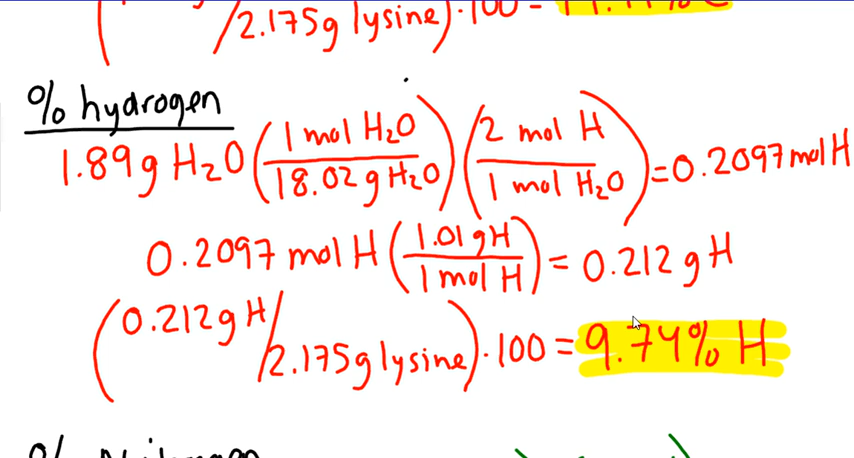 /2.175g lysine)·100=
% hydrogen
1.89g H₂O (1 mol H₂O / 18.02g H₂O) (2 mol H / 1 mol H₂O) = 0.2097 mol H
0.2097 mol H (1.01gH / 1 mol H) = 0.212 g H
(0.212g H/2.175g lysine)·100 = 9.74% H
%